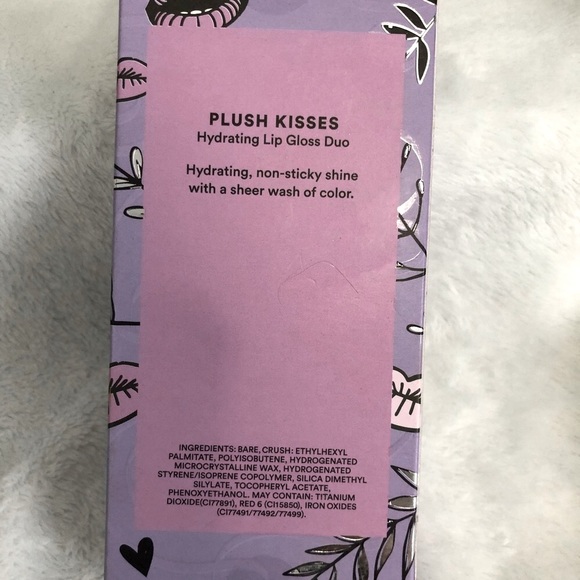 PLUSH KISSES
Hydrating Lip Gloss Duo
Hydrating, non-sticky shine
with a sheer wash of color.
INGREDIENTS: BARE, CRUSH: ETHYLHEXYL
PALMITATE, POLYISOBUTENE, HYDROGENATED
MICROCRYSTALLINE WAX, HYDROGENATED
STYRENE/ISOPRENE COPOLYMER, SILICA DIMETHYL
SILYLATE, TOCOPHERYL ACETATE,
PHENOXYETHANOL. MAY CONTAIN: TITANIUM
DIOXIDE(CI77891), RED 6 (CI15850), IRON OXIDES
(CI77491/77492/77499).